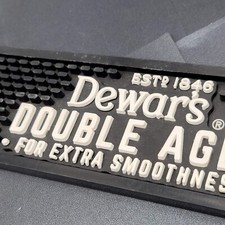 ESTD 1846
Dewar's®
DOUBLE AG
• FOR EXTRA SMOOTHNES